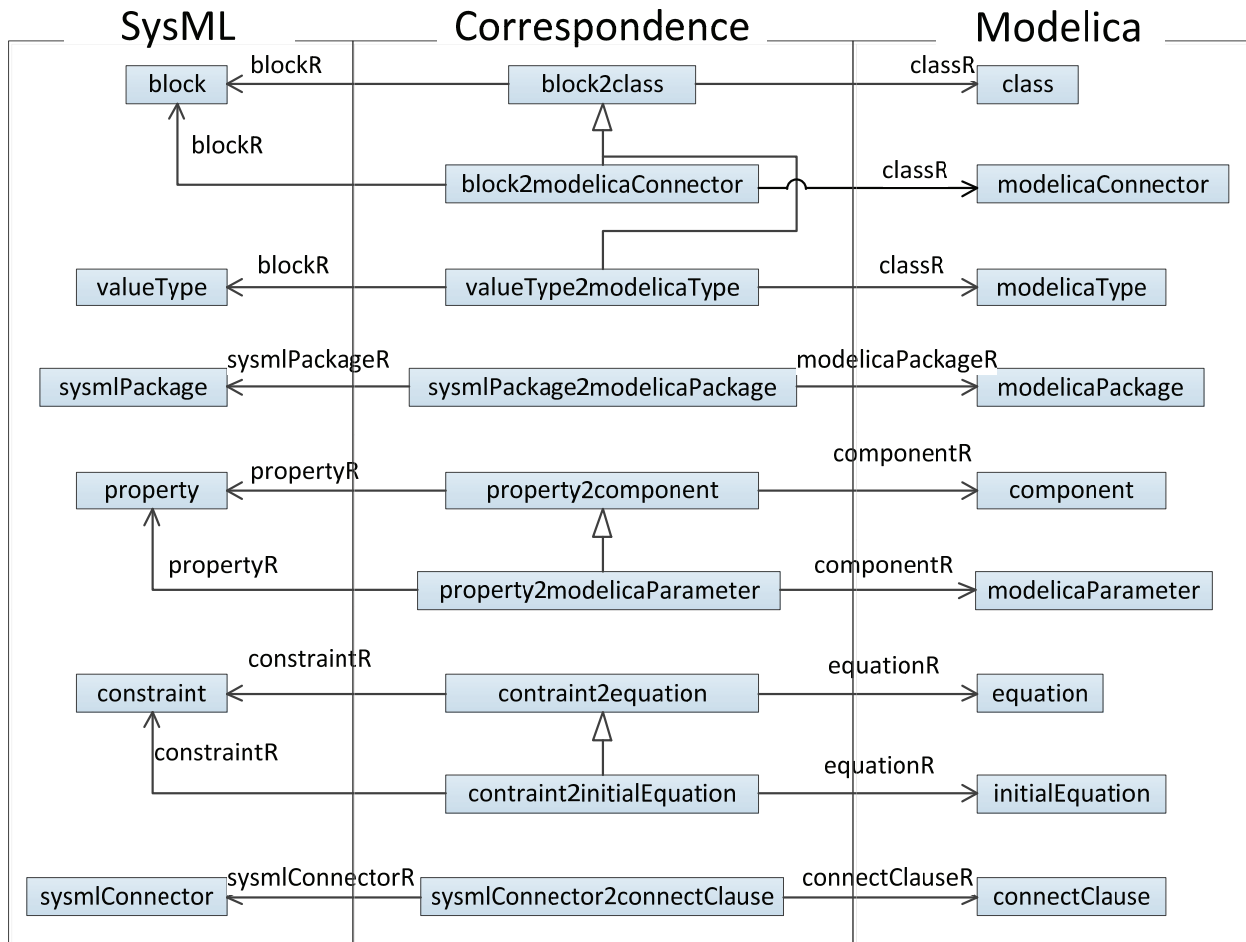 SysML Correspondence Modelica
blockR classR
block block2class class
blockR
classR
block2modelicaConnector modelicaConnector
blockR classR
valueType valueType2modelicaType modelicaType
sysmlPackageR modelicaPackageR
sysmlPackage sysmlPackage2modelicaPackage modelicaPackage
propertyR componentR
property property2component component
propertyR componentR
property2modelicaParameter modelicaParameter
constraintR equationR
constraint contraint2equation equation
constraintR equationR
contraint2initialEquation initialEquation
sysmlConnectorR connectClauseR
sysmlConnector sysmlConnector2connectClause connectClause